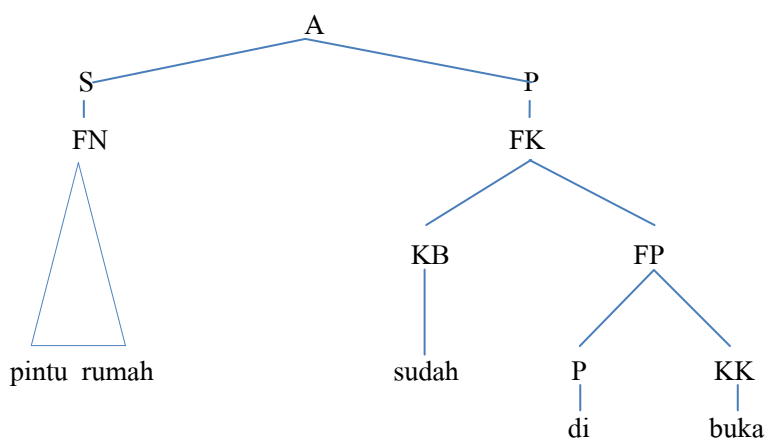 A
S P
FN FK
KB FP
pintu rumah sudah P KK
di buka